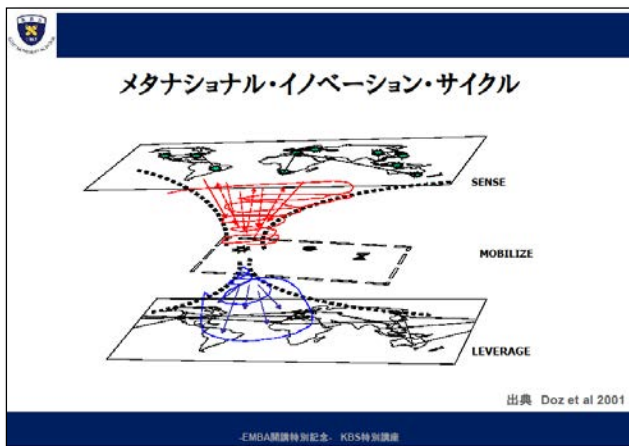 メタナショナル・イノベーション・サイクル
SENSE
MOBILIZE
LEVERAGE
出典 Doz et al 2001
-EMBA開講特別記念- KBS特別講座